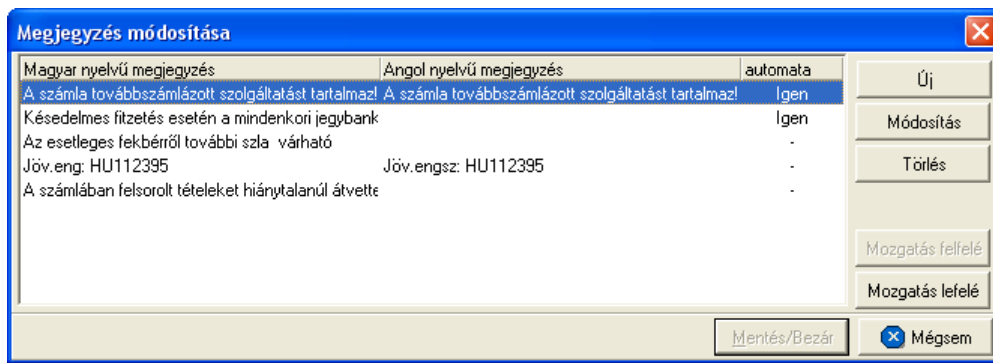 Megjegyzés módosítása
Magyar nyelvű megjegyzés Angol nyelvű megjegyzés automata
A számla továbbszámlázott szolgáltatást tartalmaz! A számla továbbszámlázott szolgáltatást tartalmaz! Igen
Késedelmes fitzetés esetén a mindenkori jegybank Igen
Az esetleges fekbérről további szla várható -
Jöv.eng: HU112395 Jöv.engsz: HU112395 -
A számlában felsorolt tételeket hiánytalanúl átvette -
Új
Módosítás
Törlés
Mozgatás felfelé
Mozgatás lefelé
Mentés/Bezár
Mégsem